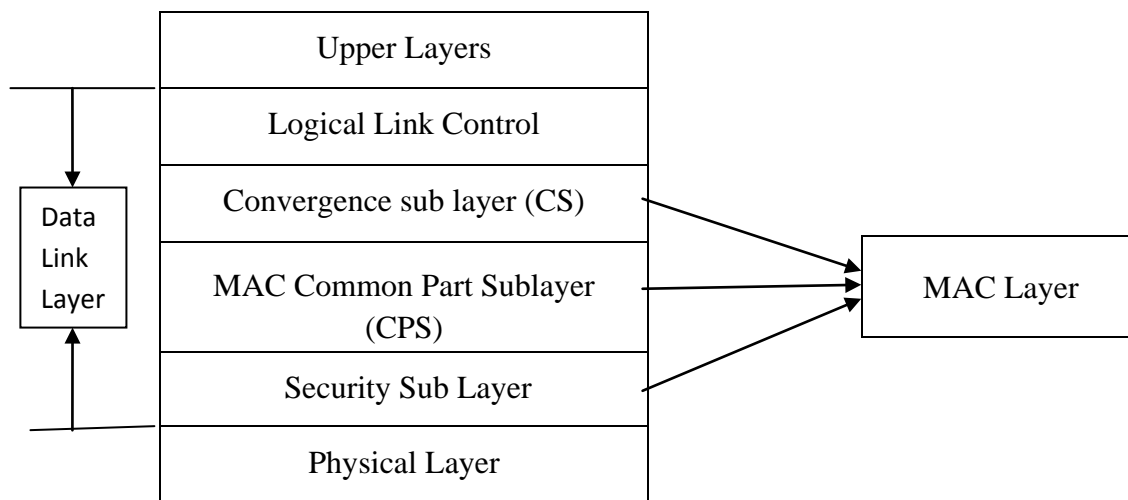 Upper Layers
Logical Link Control
Convergence sub layer (CS)
MAC Common Part Sublayer
(CPS)
Security Sub Layer
Physical Layer
Data
Link
Layer
MAC Layer